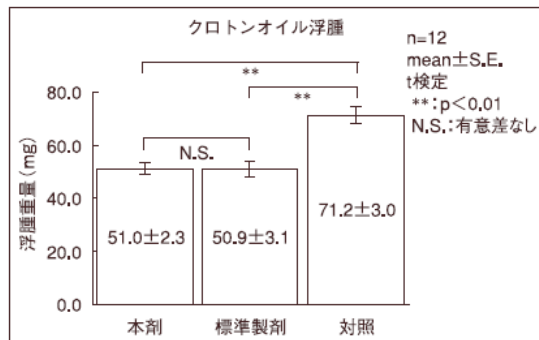 クロトンオイル浮腫
n=12
mean±S.E.
t検定
**:p<0.01
N.S.:有意差なし
**
**
N.S.
浮腫重量(mg)
80.0
60.0
40.0
20.0
0.0
51.0±2.3
50.9±3.1
71.2±3.0
本剤
標準製剤
対照